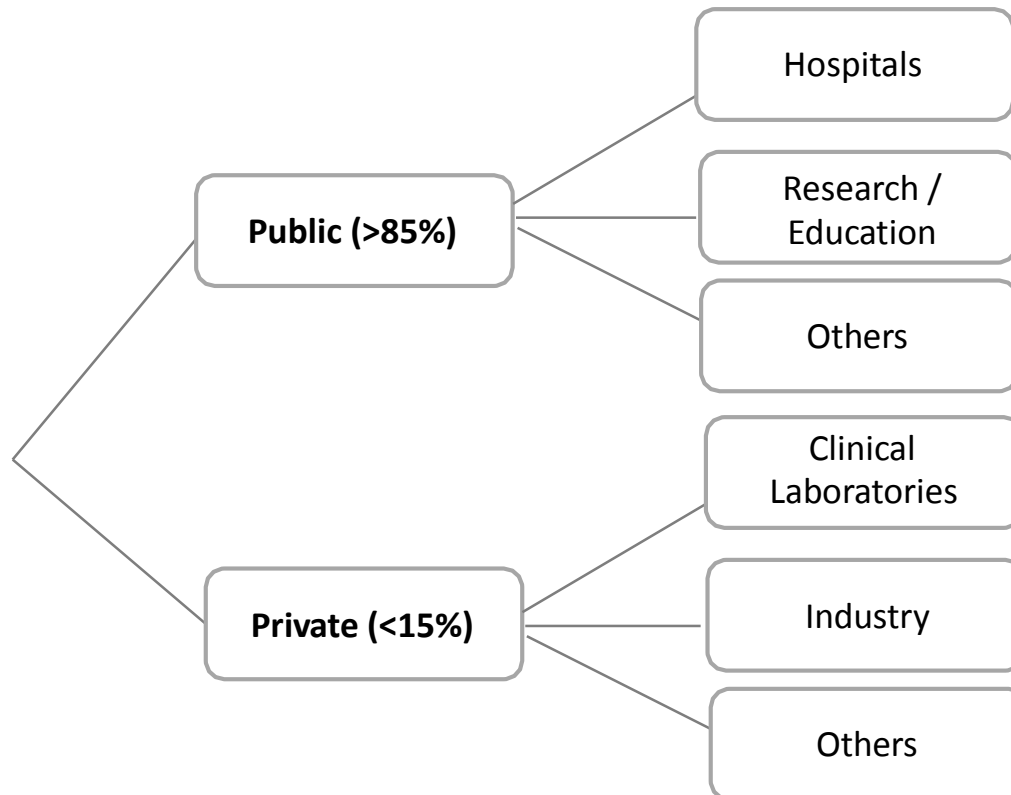 Hospitals
Research /
Education
Public (>85%)
Others
Clinical
Laboratories
Private (<15%)
Industry
Others